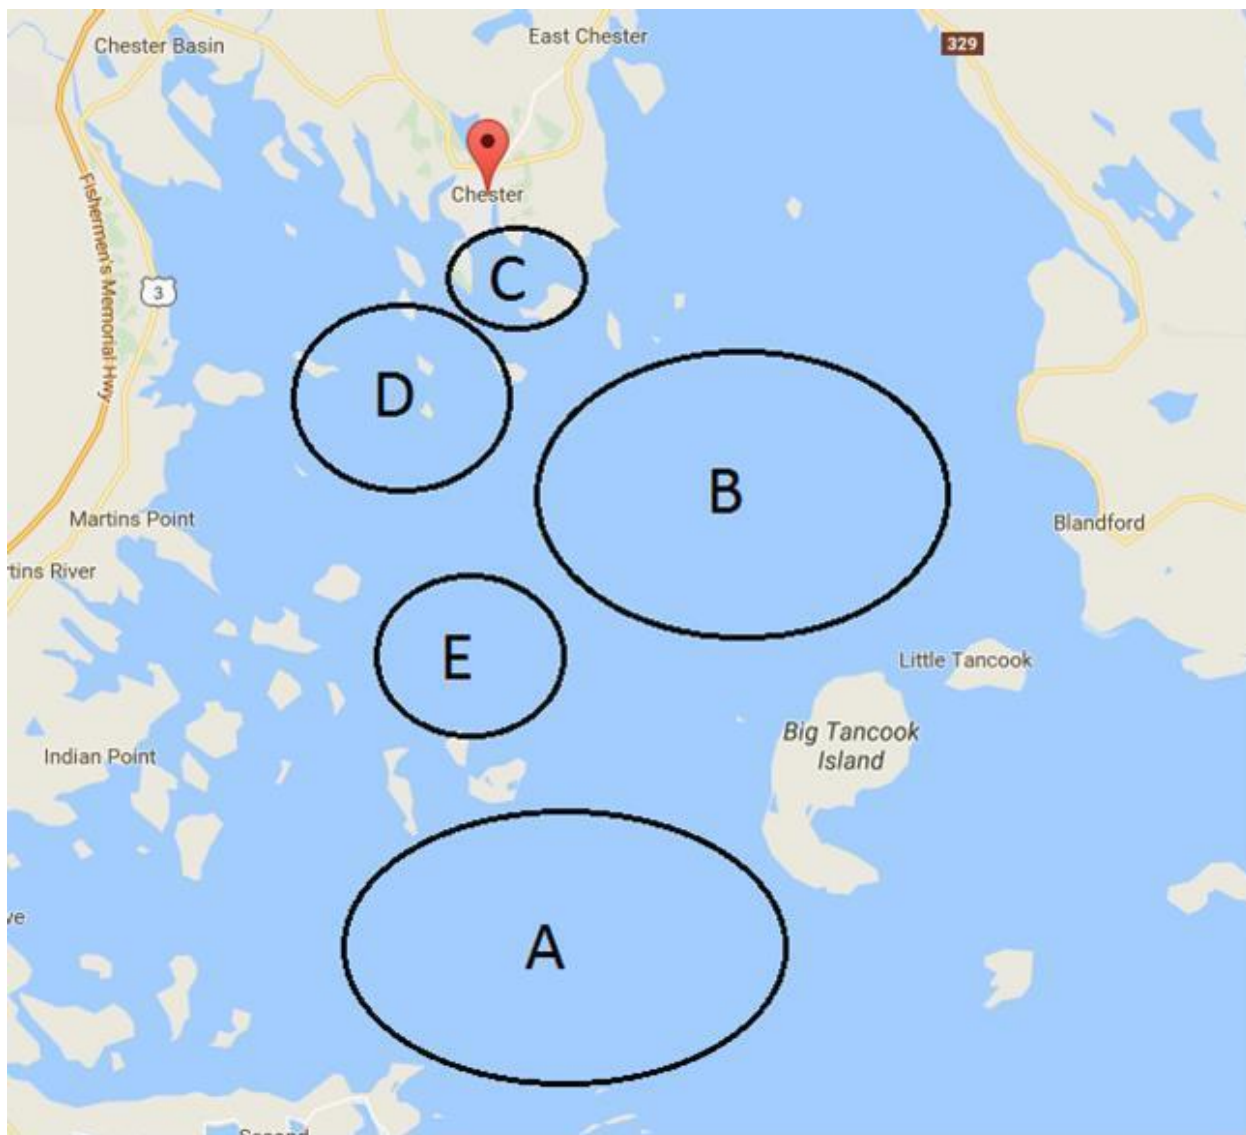 Chester Basin
East Chester
329
Chester
Fishermen's Memorial Hwy
3
C
D
B
Martins Point
Blandford
tins River
E
Little Tancook
Big Tancook
Island
Indian Point
A